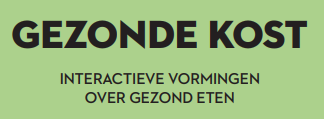 GEZONDE KOST
INTERACTIEVE VORMINGEN
OVER GEZOND ETEN